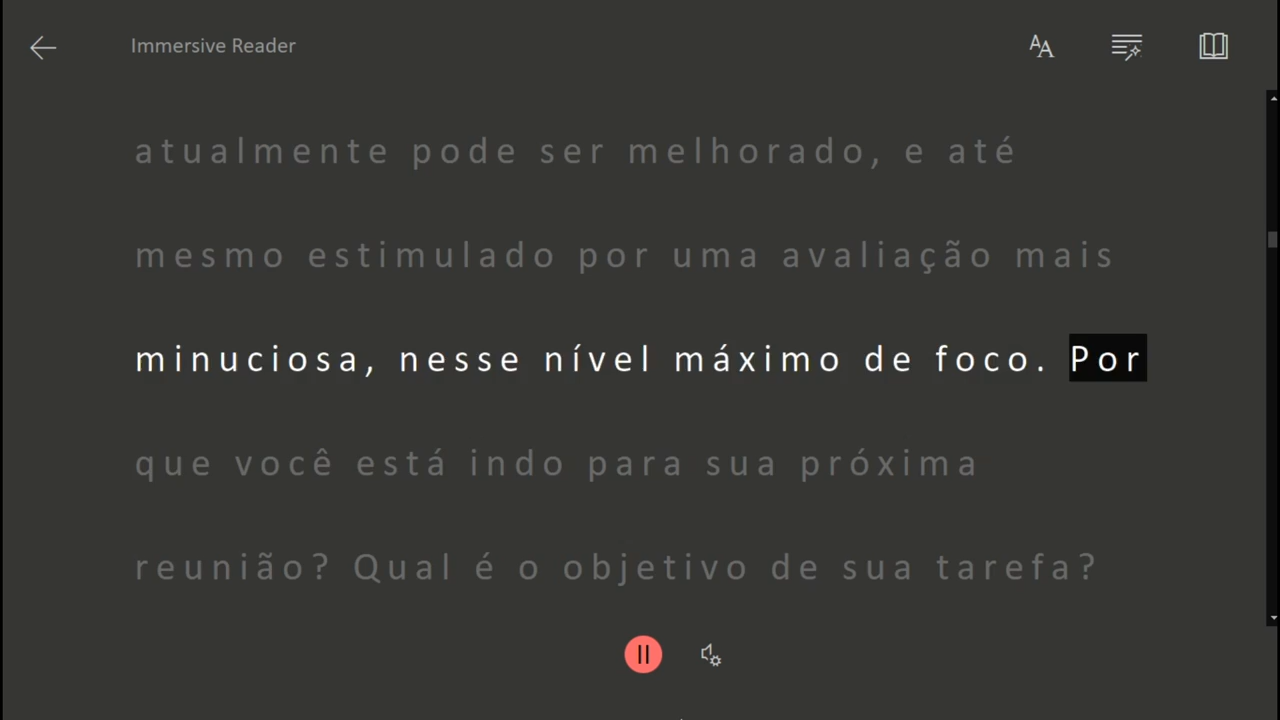 Immersive Reader
atualmente pode ser melhorado, e até
mesmo estimulado por uma avaliação mais
minuciosa, nesse nível máximo de foco. Por
que você está indo para sua próxima
reunião? Qual é o objetivo de sua tarefa?